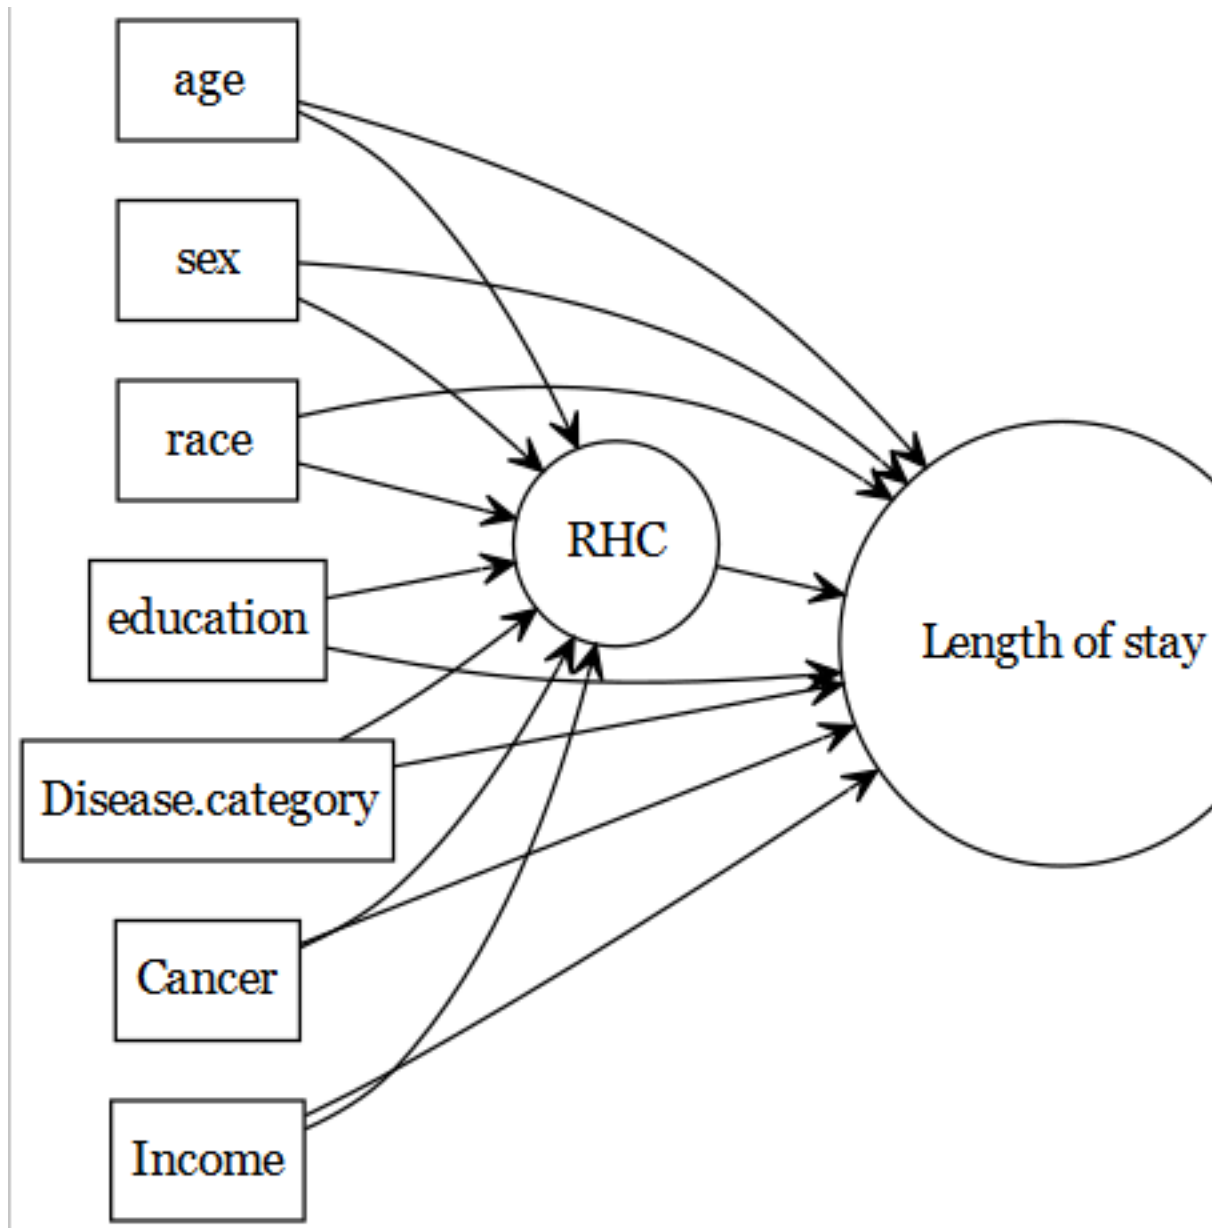 age
sex
race
education
Disease.category
Cancer
Income
RHC
Length of stay